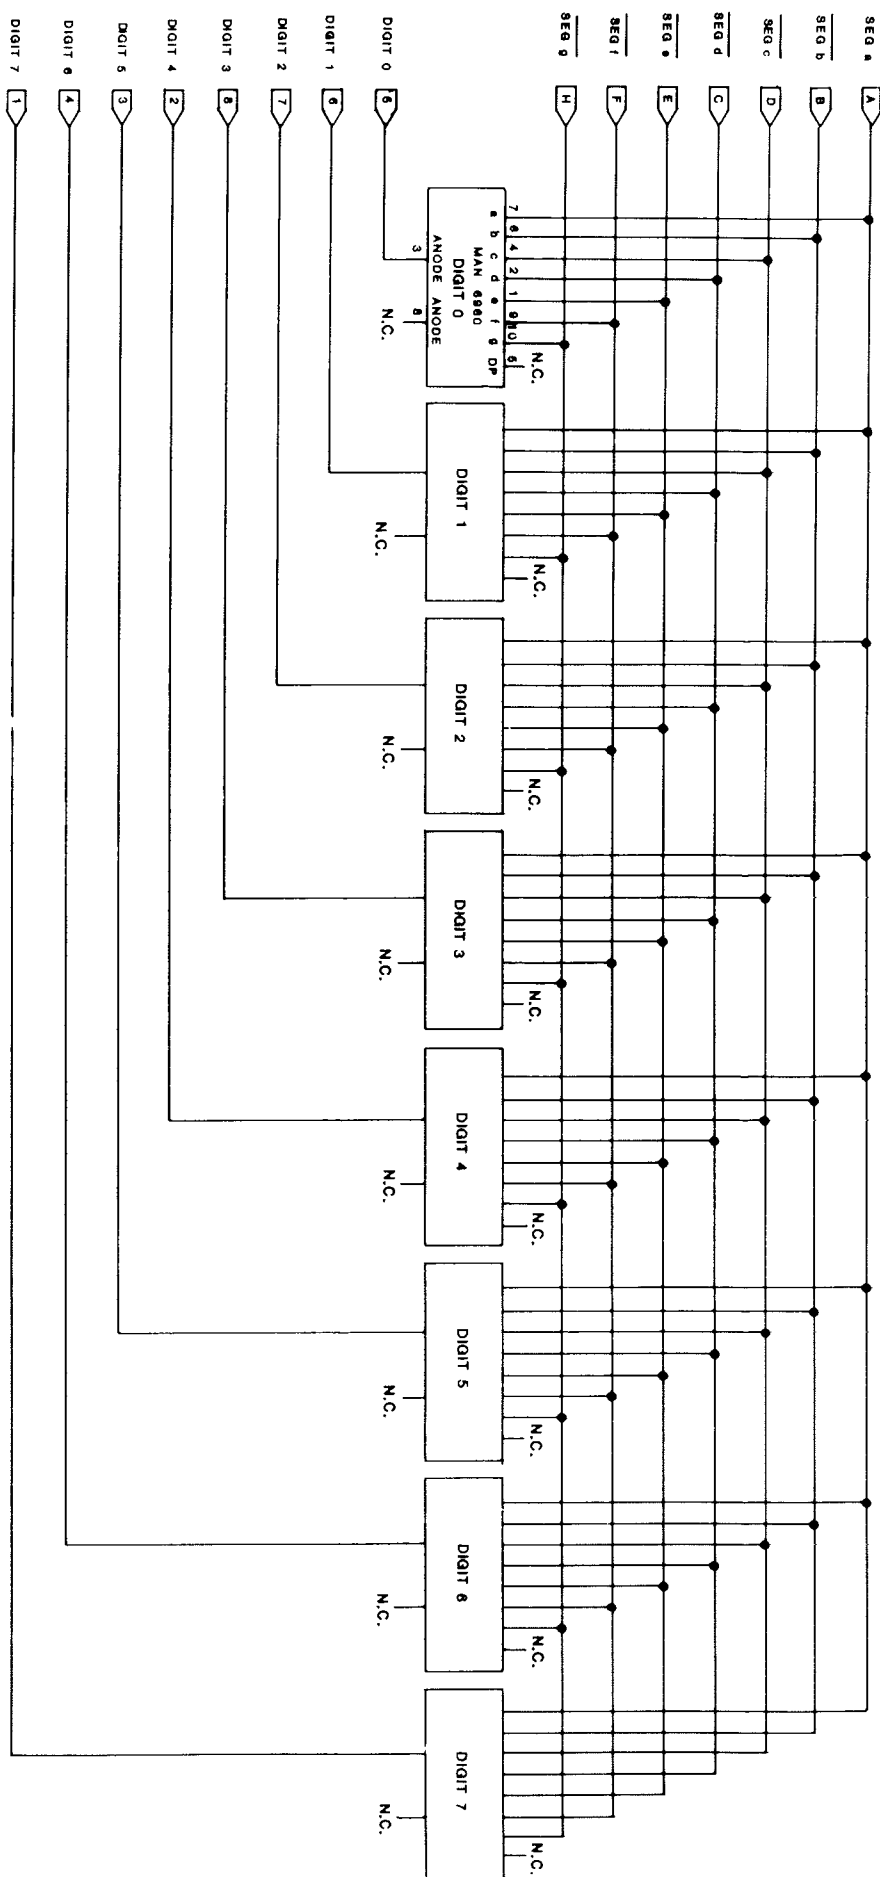 SEG a A
SEG b B
SEG c D
SEG d C
SEG e E
SEG f F
SEG g H
7 6 4 2 1 9 10 5 N.C.
a b c d e f g DP
MAN 6960
DIGIT 0
ANODE ANODE
3 8
N.C.
N.C.
DIGIT 1
N.C.
N.C.
DIGIT 2
N.C.
N.C.
DIGIT 3
N.C.
N.C.
DIGIT 4
N.C.
N.C.
DIGIT 5
N.C.
N.C.
DIGIT 6
N.C.
N.C.
DIGIT 7
N.C.
DIGIT 0 5
DIGIT 1 6
DIGIT 2 7
DIGIT 3 8
DIGIT 4 2
DIGIT 5 3
DIGIT 6 4
DIGIT 7 1